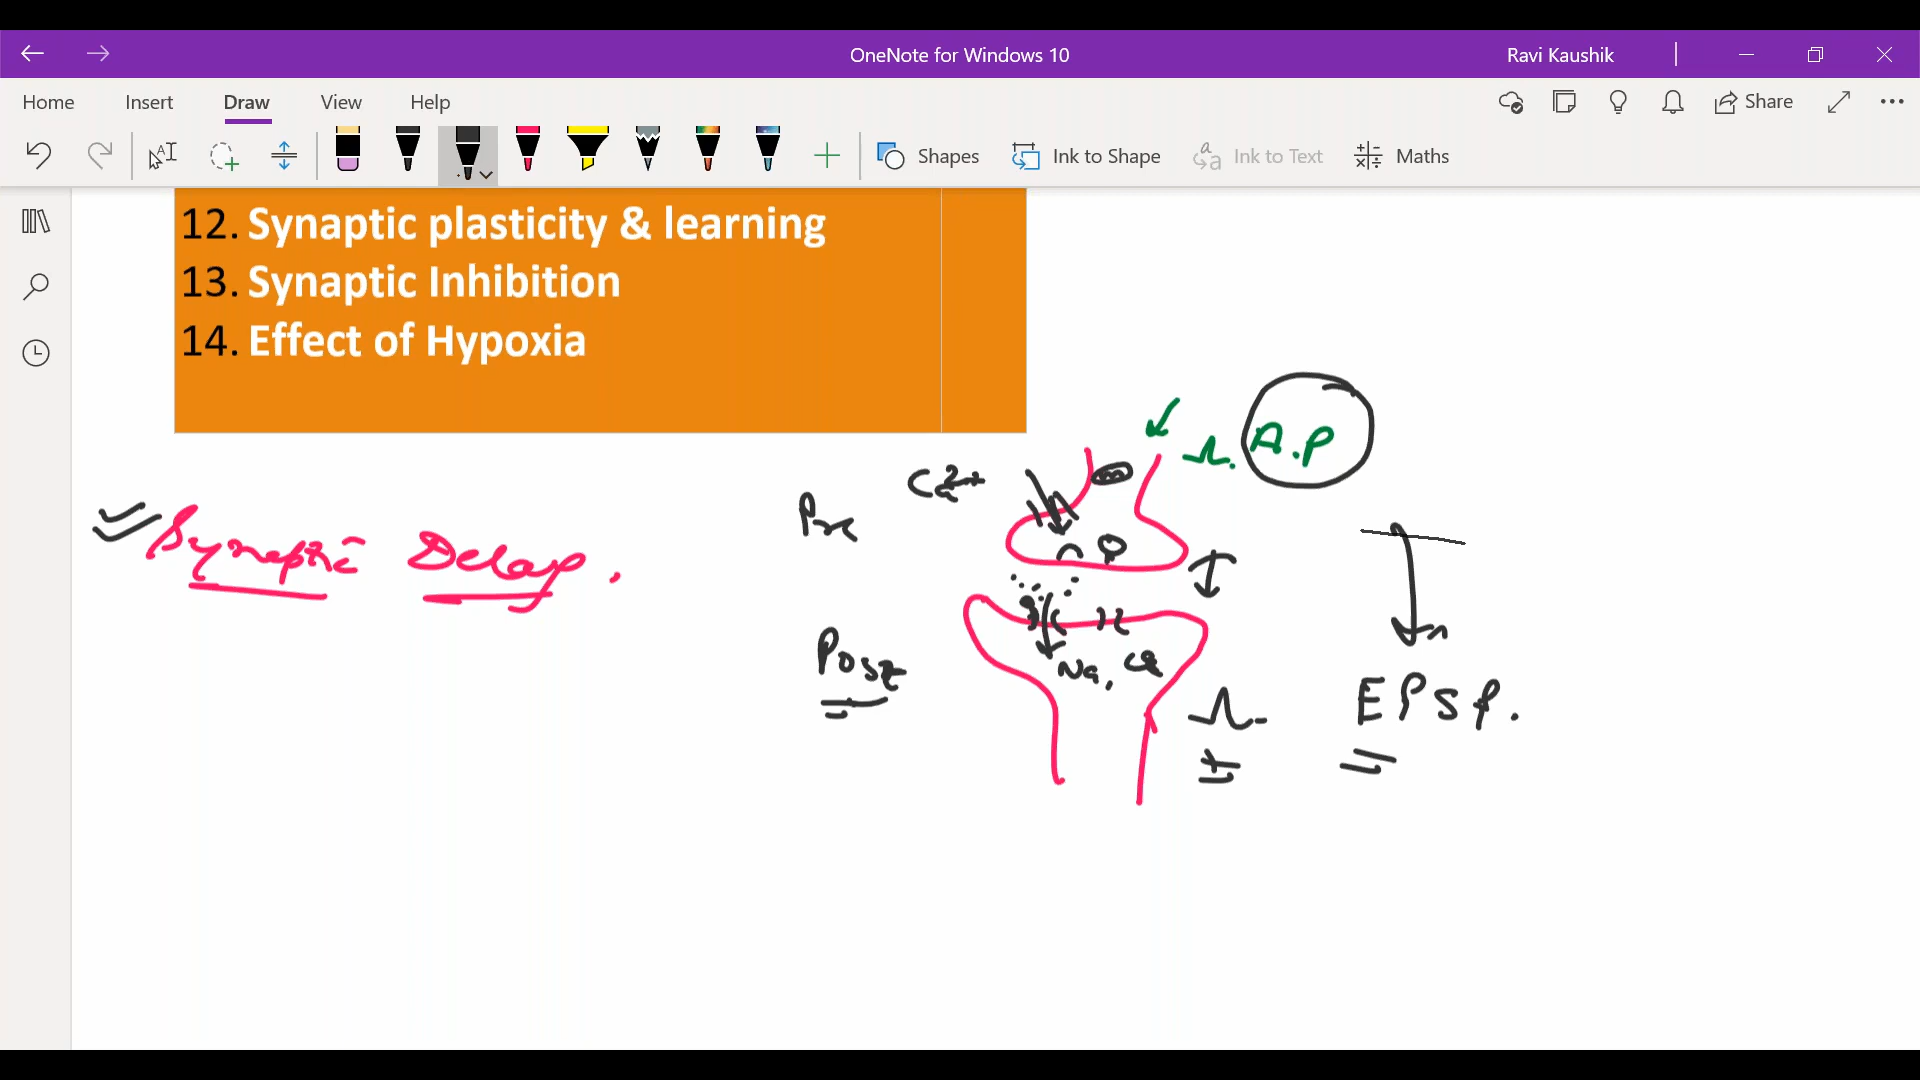 OneNote for Windows 10
Ravi Kaushik
Home Insert Draw View Help
Share
Shapes Ink to Shape Ink to Text Maths
12. Synaptic plasticity & learning
13. Synaptic Inhibition
14. Effect of Hypoxia
A.P
Ca2+
Pre
Synaptic Delay.
Post
Na, Ca
EPSP.